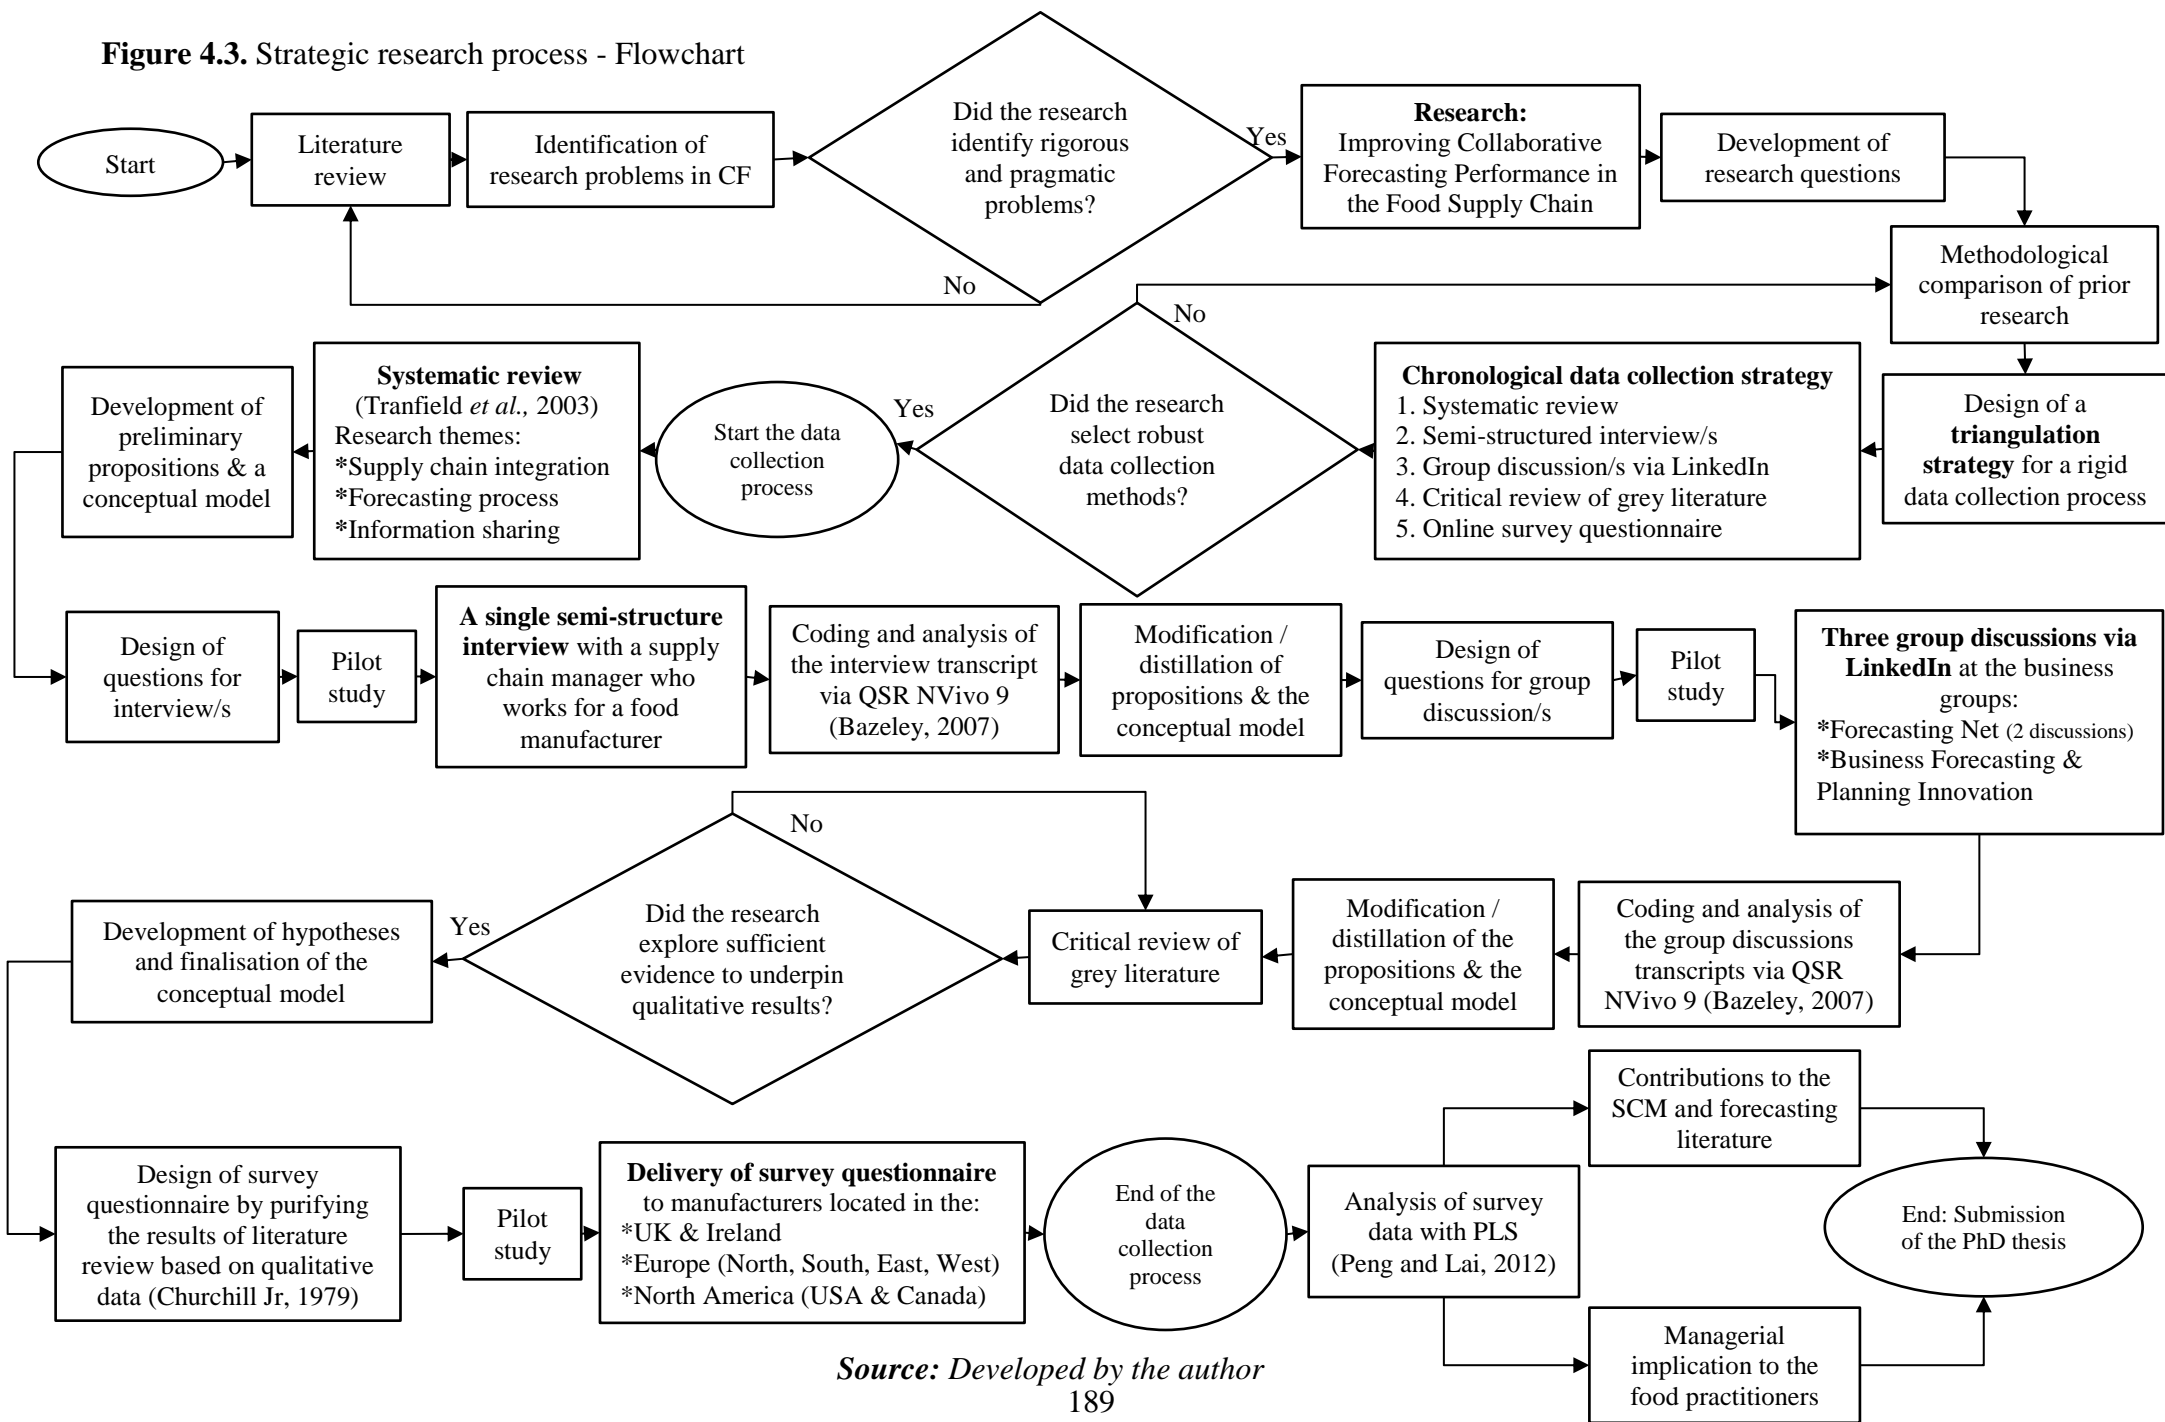 Figure 4.3. Strategic research process - Flowchart
Start
Literature
review
Identification of
research problems in CF
Did the research
identify rigorous
and pragmatic
problems?
Yes
No
Research:
Improving Collaborative
Forecasting Performance in
the Food Supply Chain
Development of
research questions
Methodological
comparison of prior
research
Design of a
triangulation
strategy for a rigid
data collection process
Chronological data collection strategy
1. Systematic review
2. Semi-structured interview/s
3. Group discussion/s via LinkedIn
4. Critical review of grey literature
5. Online survey questionnaire
Did the research
select robust
data collection
methods?
No
Yes
Start the data
collection
process
Systematic review
(Tranfield et al., 2003)
Research themes:
*Supply chain integration
*Forecasting process
*Information sharing
Development of
preliminary
propositions & a
conceptual model
Design of
questions for
interview/s
Pilot
study
A single semi-structure
interview with a supply
chain manager who
works for a food
manufacturer
Coding and analysis of
the interview transcript
via QSR NVivo 9
(Bazeley, 2007)
Modification /
distillation of
propositions & the
conceptual model
Design of
questions for group
discussion/s
Pilot
study
Three group discussions via
LinkedIn at the business
groups:
*Forecasting Net (2 discussions)
*Business Forecasting &
Planning Innovation
Coding and analysis of
the group discussions
transcripts via QSR
NVivo 9 (Bazeley, 2007)
Modification /
distillation of the
propositions & the
conceptual model
Critical review of
grey literature
Did the research
explore sufficient
evidence to underpin
qualitative results?
No
Yes
Development of hypotheses
and finalisation of the
conceptual model
Design of survey
questionnaire by purifying
the results of literature
review based on qualitative
data (Churchill Jr, 1979)
Pilot
study
Delivery of survey questionnaire
to manufacturers located in the:
*UK & Ireland
*Europe (North, South, East, West)
*North America (USA & Canada)
End of the
data
collection
process
Analysis of survey
data with PLS
(Peng and Lai, 2012)
Contributions to the
SCM and forecasting
literature
Managerial
implication to the
food practitioners
End: Submission
of the PhD thesis
Source: Developed by the author
189